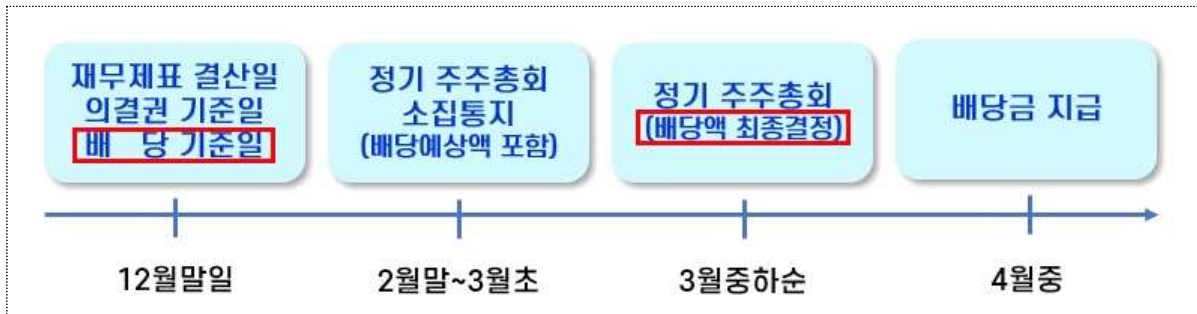 재무제표 결산일
의결권 기준일
배 당 기준일
정기 주주총회
소집통지
(배당예상액 포함)
정기 주주총회
(배당액 최종결정)
배당금 지급
12월말일
2월말~3월초
3월중하순
4월중